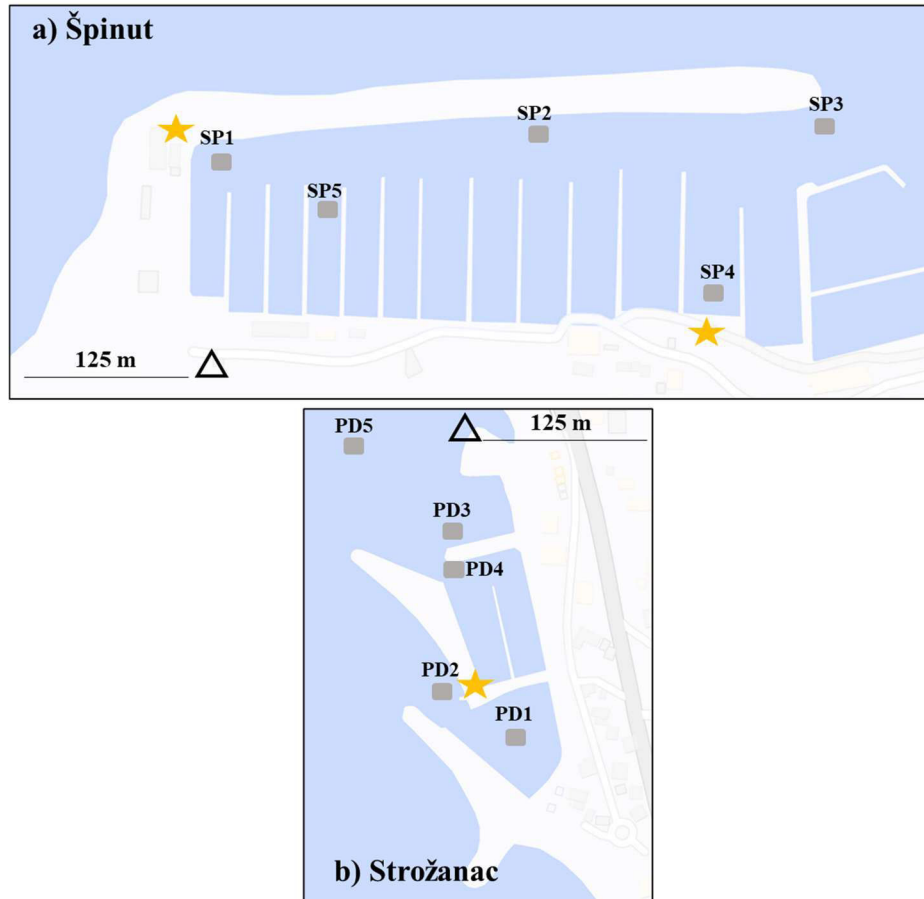 a) Špinut
SP1
SP2
SP3
SP5
SP4
125 m
PD5
125 m
PD3
PD4
PD2
PD1
b) Strožanac